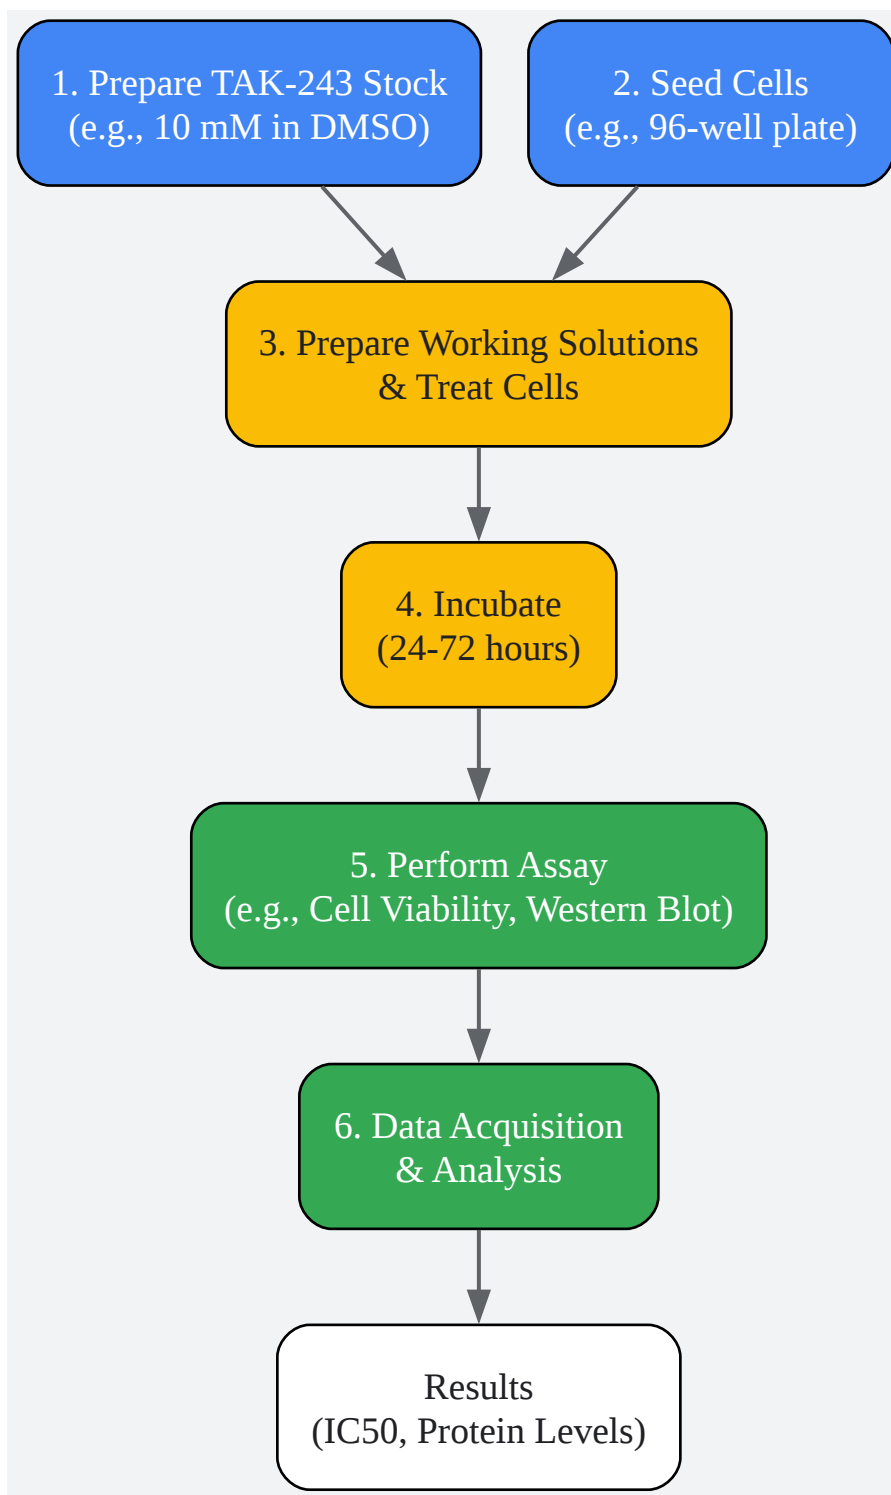 1. Prepare TAK-243 Stock
(e.g., 10 mM in DMSO)
2. Seed Cells
(e.g., 96-well plate)
3. Prepare Working Solutions
& Treat Cells
4. Incubate
(24-72 hours)
5. Perform Assay
(e.g., Cell Viability, Western Blot)
6. Data Acquisition
& Analysis
Results
(IC50, Protein Levels)